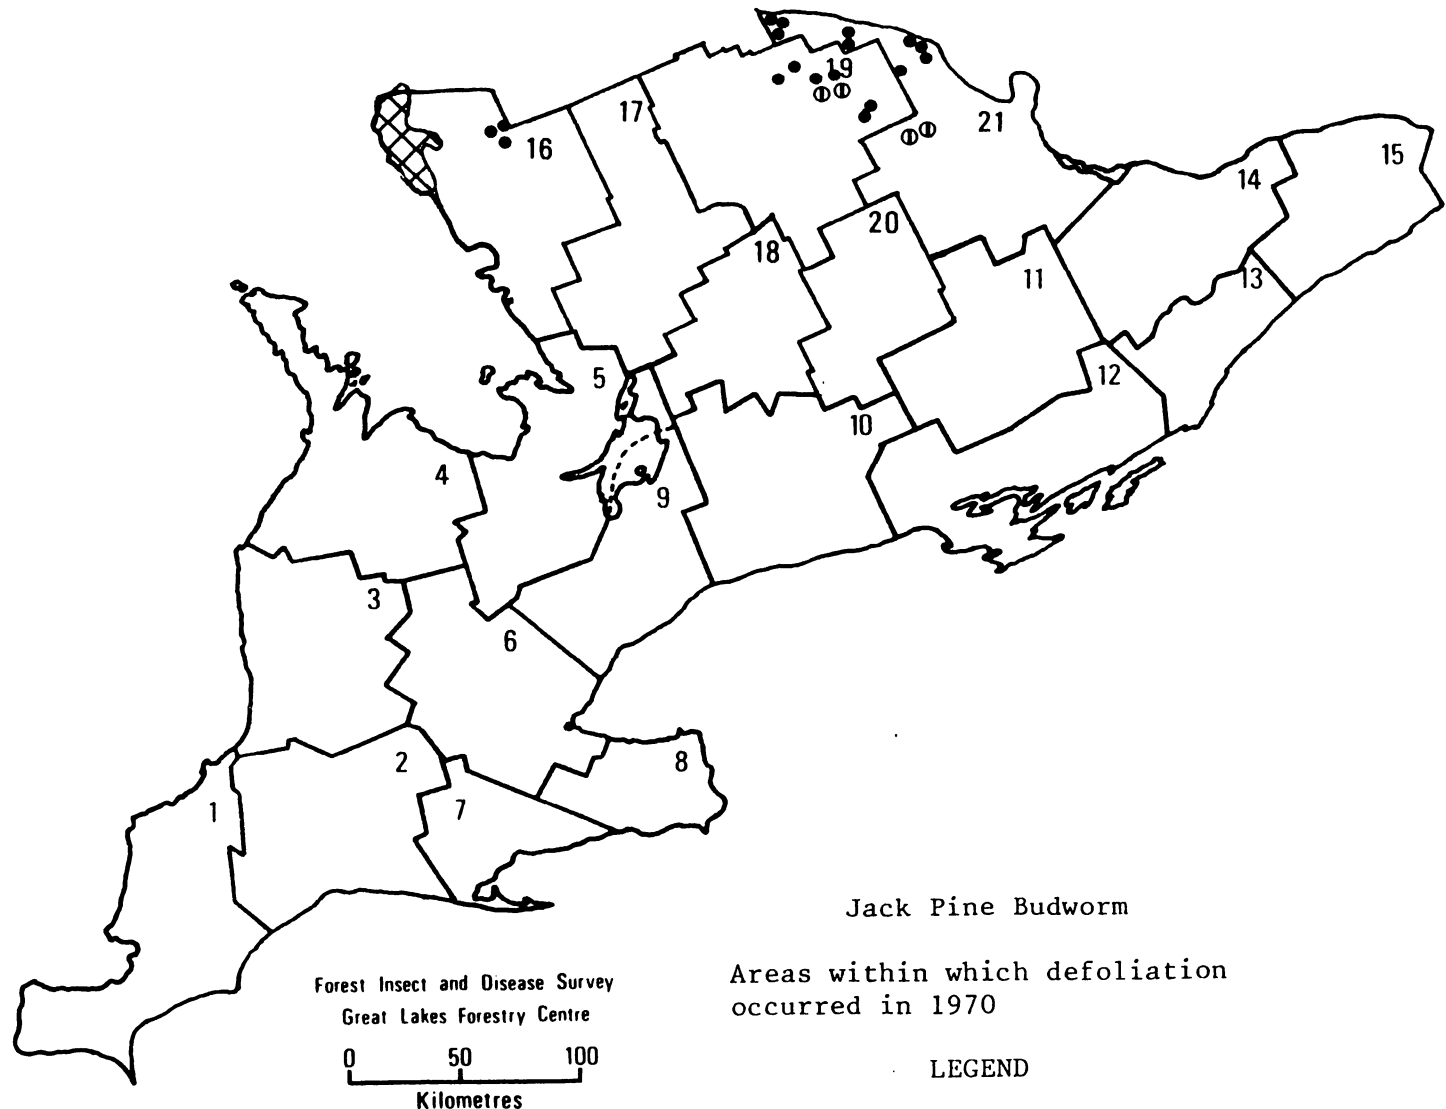 19
17
21
16
15
14
20
18
11
13
5
12
10
4
9
3
6
2
8
1
7
Jack Pine Budworm
Areas within which defoliation
occurred in 1970
LEGEND
Forest Insect and Disease Survey
Great Lakes Forestry Centre
0 50 100
Kilometres